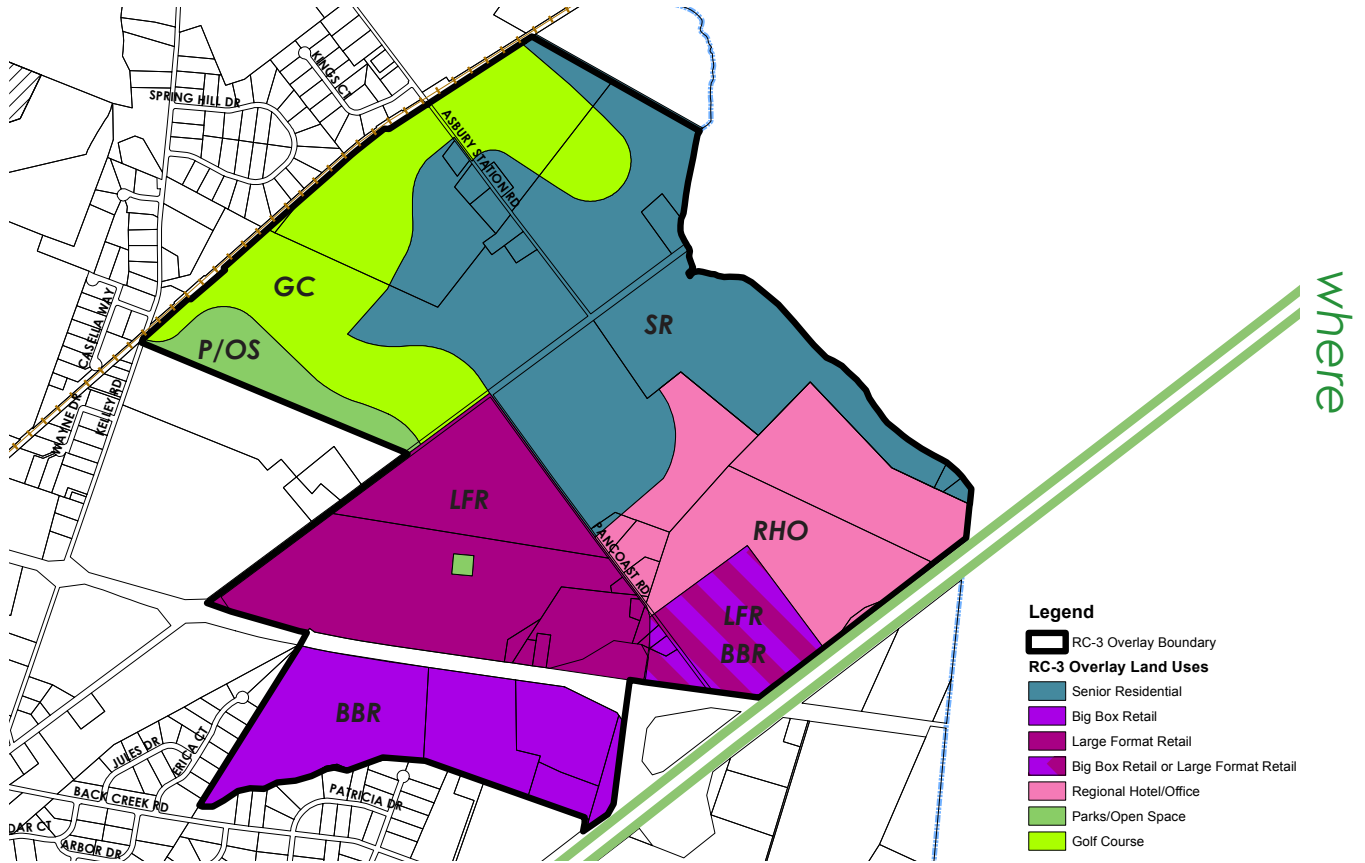 KINGS CT
SPRING HILL DR
ASBURY STATION RD
where
GC
SR
CASELIA WAY
P/OS
WAYNE DR
KELLEY RD
LFR
PANCOAST RD
RHO
LFR
BBR
BBR
JULES DR
ERICA CT
BACK CREEK RD
PATRICIA DR
DAR CT
ARBOR DR
Legend
RC-3 Overlay Boundary
RC-3 Overlay Land Uses
Senior Residential
Big Box Retail
Large Format Retail
Big Box Retail or Large Format Retail
Regional Hotel/Office
Parks/Open Space
Golf Course